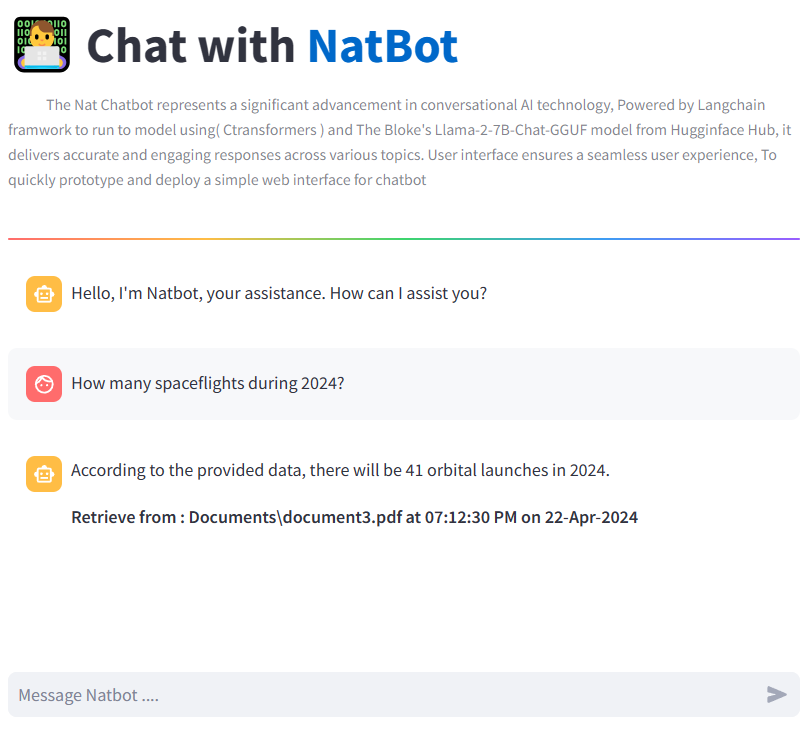 Chat with NatBot
The Nat Chatbot represents a significant advancement in conversational AI technology, Powered by Langchain
framwork to run to model using( Ctransformers ) and The Bloke's Llama-2-7B-Chat-GGUF model from Hugginface Hub, it
delivers accurate and engaging responses across various topics. User interface ensures a seamless user experience, To
quickly prototype and deploy a simple web interface for chatbot
Hello, I'm Natbot, your assistance. How can I assist you?
How many spaceflights during 2024?
According to the provided data, there will be 41 orbital launches in 2024.
Retrieve from : Documents\document3.pdf at 07:12:30 PM on 22-Apr-2024
Message Natbot ....